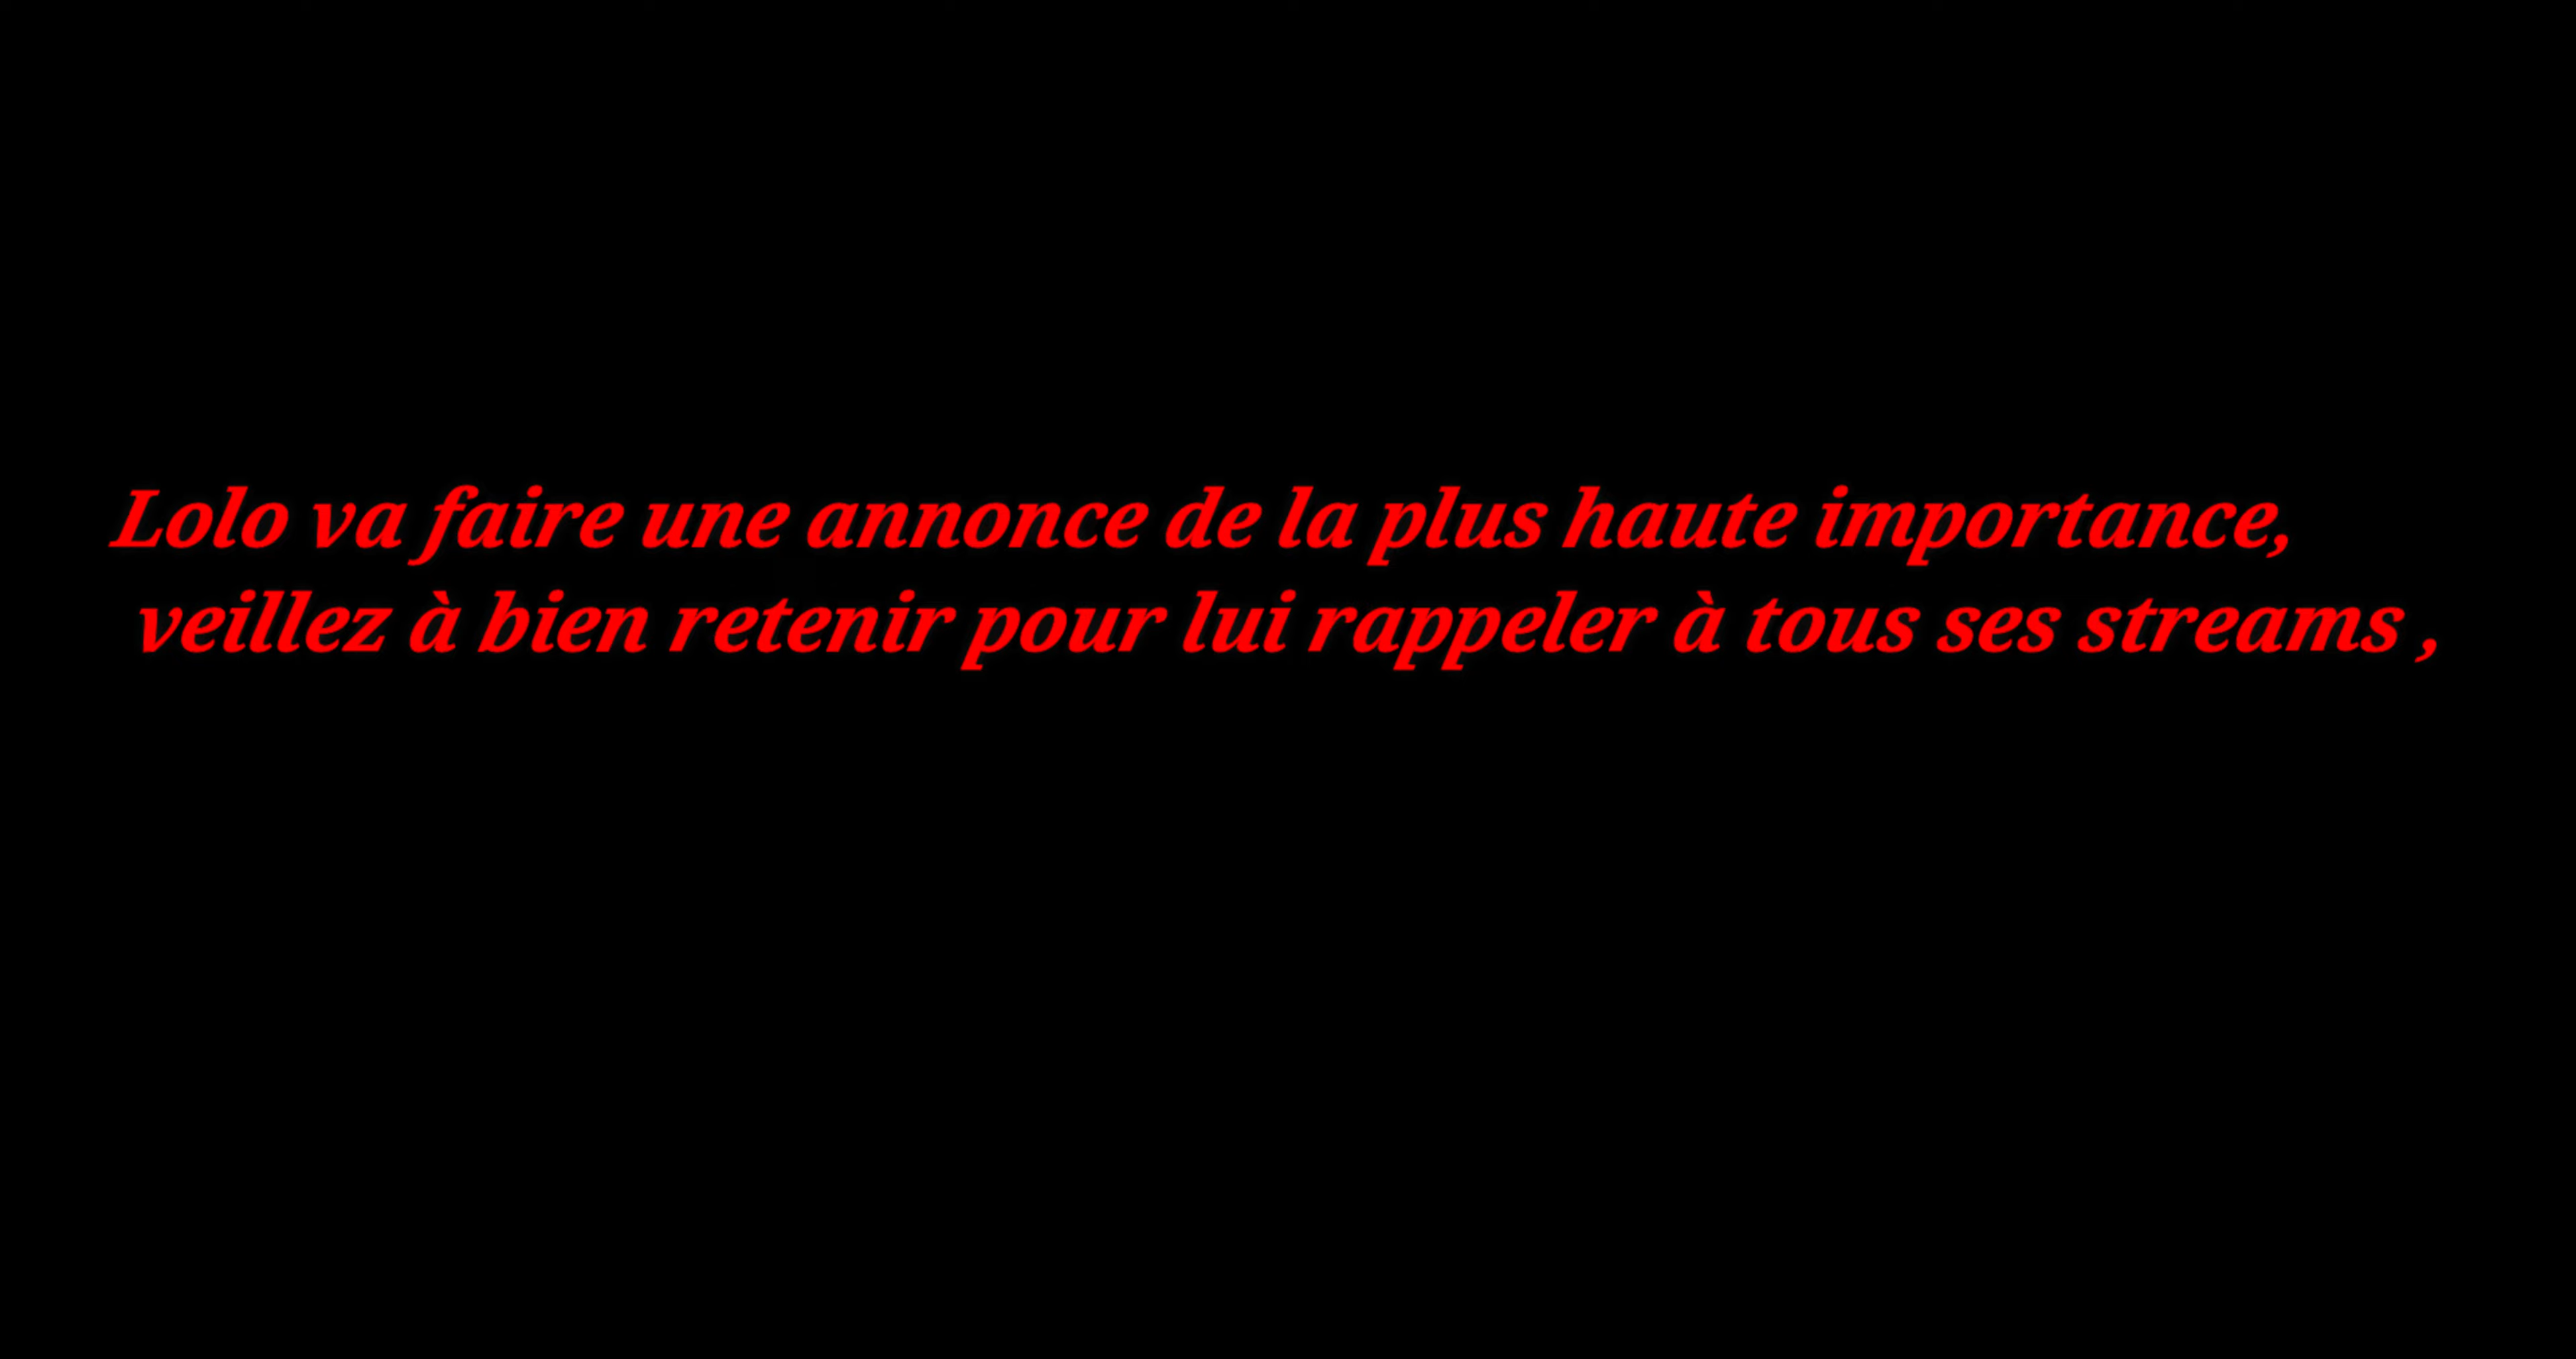 Lolo va faire une annonce de la plus haute importance,
veillez à bien retenir pour lui rappeler à tous ses streams ,